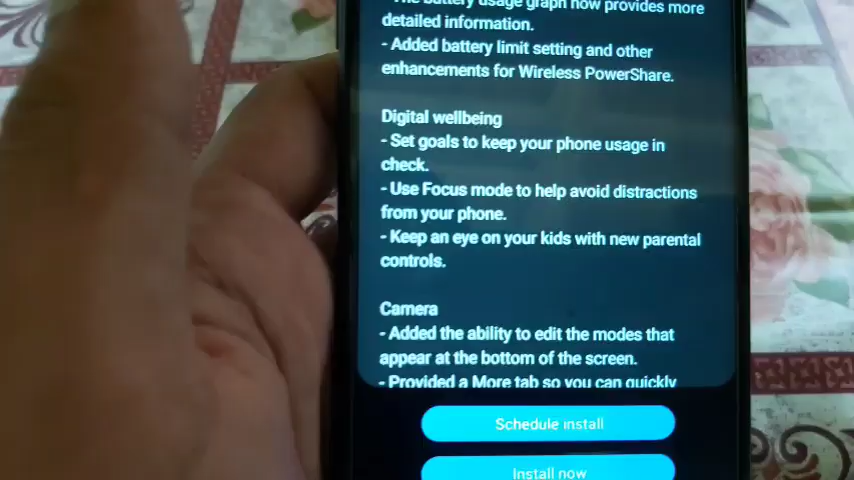 - The battery usage graph now provides more
detailed information.
- Added battery limit setting and other
enhancements for Wireless PowerShare.
Digital wellbeing
- Set goals to keep your phone usage in
check.
- Use Focus mode to help avoid distractions
from your phone.
- Keep an eye on your kids with new parental
controls.
Camera
- Added the ability to edit the modes that
appear at the bottom of the screen.
- Provided a More tab so you can quickly
Schedule install
Install now